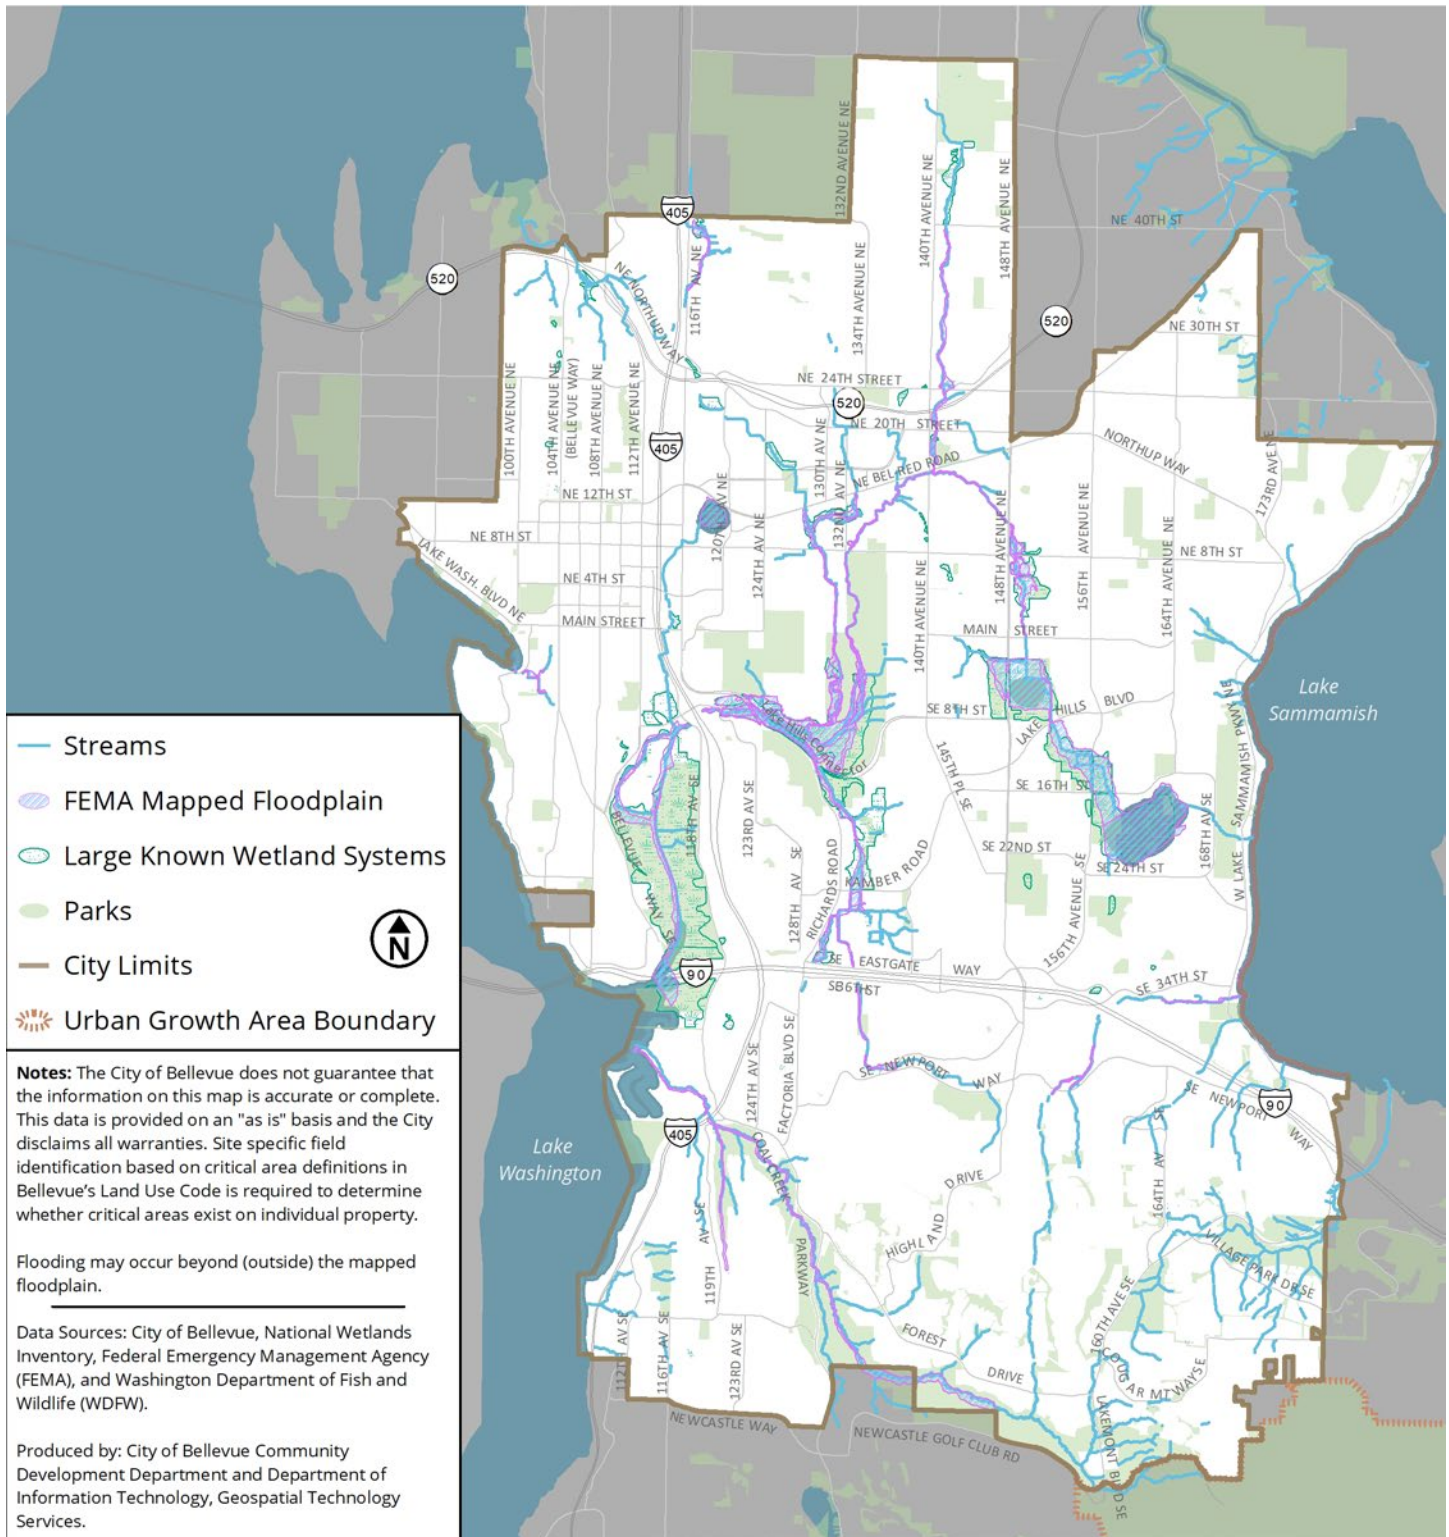 132ND AVENUE NE
140TH AVENUE NE
148TH AVENUE NE
NE 40TH ST
405
520
116TH AV NE
NE NORTHUP WAY
134TH AVENUE NE
520
NE 30TH ST
NE 24TH STREET
520
NE 20TH STREET
100TH AVENUE NE
104TH AVENUE NE
(BELLEVUE WAY)
108TH AVENUE NE
112TH AVENUE NE
405
NORTHUP WAY
NE BEL-RED ROAD
130TH AV NE
132ND AV NE
173RD AVE NE
NE 12TH ST
120TH AV NE
124TH AV NE
148TH AVENUE NE
156TH AVENUE NE
164TH AVENUE NE
NE 8TH ST
NE 8TH ST
LAKE WASH. BLVD NE
NE 4TH ST
MAIN STREET
140TH AVENUE NE
MAIN STREET
Lake
Sammamish
SE 8TH ST
LAKE HILLS BLVD
Lake Hills Connector
W LAKE SAMMAMISH PKWY NE
145TH PL SE
SE 16TH ST
118TH AV SE
123RD AV SE
BELLEVUE WAY SE
128TH AV SE
RICHARDS ROAD
KAMBER ROAD
SE 22ND ST
SE 24TH ST
168TH AV SE
156TH AVENUE SE
90
SE EASTGATE WAY
SE 34TH ST
Streams
FEMA Mapped Floodplain
Large Known Wetland Systems
Parks
City Limits
N
Urban Growth Area Boundary
124TH AV SE
FACTORIA BLVD SE
SE NEWPORT WAY
SE NEWPORT WAY
90
405
COAL CREEK PARKWAY
Lake
Washington
164TH AV SE
HIGHLAND DRIVE
119TH AV SE
VILLAGE PARK DR SE
160TH AVE SE
FOREST DRIVE
COUGAR MT WAY SE
112TH AV SE
116TH AV SE
123RD AV SE
LAKEMONT BLVD SE
NEWCASTLE WAY
NEWCASTLE GOLF CLUB RD
Notes: The City of Bellevue does not guarantee that
the information on this map is accurate or complete.
This data is provided on an "as is" basis and the City
disclaims all warranties. Site specific field
identification based on critical area definitions in
Bellevue's Land Use Code is required to determine
whether critical areas exist on individual property.
Flooding may occur beyond (outside) the mapped
floodplain.
Data Sources: City of Bellevue, National Wetlands
Inventory, Federal Emergency Management Agency
(FEMA), and Washington Department of Fish and
Wildlife (WDFW).
Produced by: City of Bellevue Community
Development Department and Department of
Information Technology, Geospatial Technology
Services.